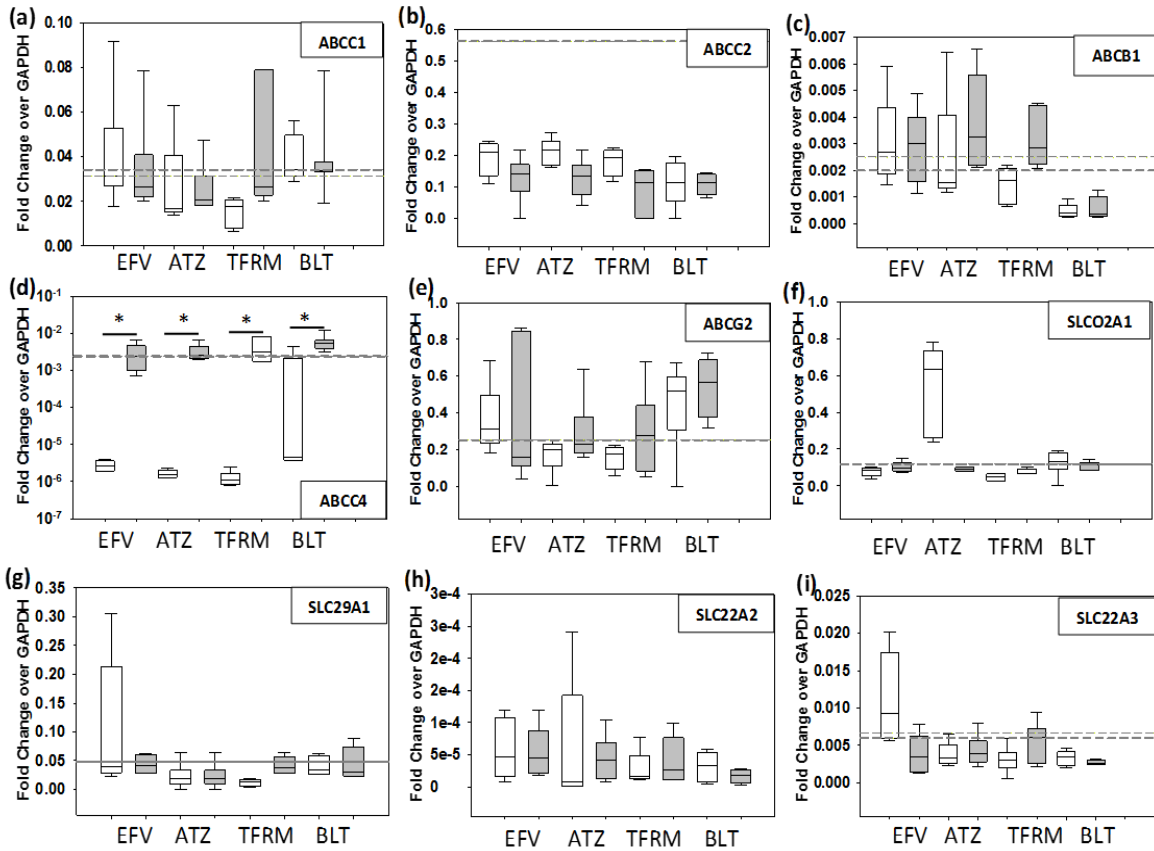 (a)
ABCC1
Fold Change over GAPDH
0.10
0.08
0.06
0.04
0.02
0.00
EFV ATZ TFRM BLT
(b)
ABCC2
Fold Change over GAPDH
0.6
0.5
0.4
0.3
0.2
0.1
0.0
EFV ATZ TFRM BLT
(c)
ABCB1
Fold Change over GAPDH
0.007
0.006
0.005
0.004
0.003
0.002
0.001
0.000
EFV ATZ TFRM BLT
(d)
ABCC4
Fold Change over GAPDH
10-1
10-2
10-3
10-4
10-5
10-6
10-7
* * * *
EFV ATZ TFRM BLT
(e)
ABCG2
Fold Change over GAPDH
1.0
0.8
0.6
0.4
0.2
0.0
EFV ATZ TFRM BLT
(f)
SLCO2A1
Fold Change over GAPDH
1.0
0.8
0.6
0.4
0.2
0.0
EFV ATZ TFRM BLT
(g)
SLC29A1
Fold Change over GAPDH
0.35
0.30
0.25
0.20
0.15
0.10
0.05
0.00
EFV ATZ TFRM BLT
(h)
SLC22A2
Fold Change over GAPDH
3e-4
3e-4
2e-4
2e-4
1e-4
5e-5
0
EFV ATZ TFRM BLT
(i)
SLC22A3
Fold Change over GAPDH
0.025
0.020
0.015
0.010
0.005
0.000
EFV ATZ TFRM BLT